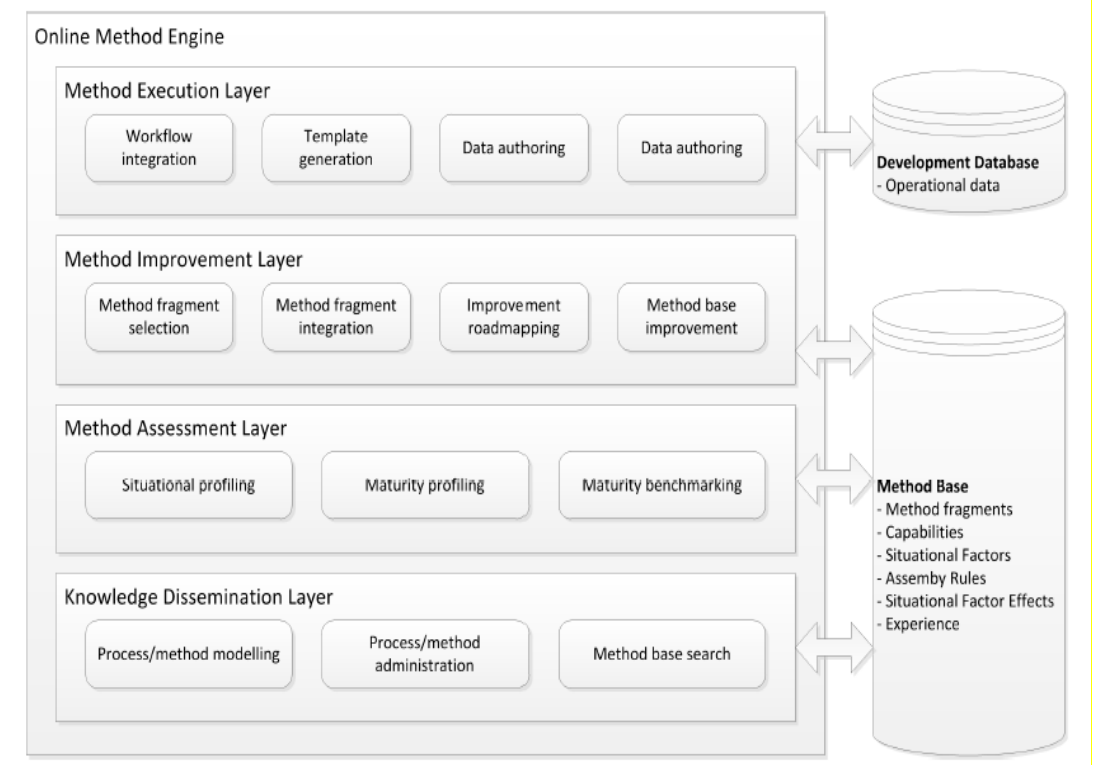 Online Method Engine
Method Execution Layer
Workflow
integration
Template
generation
Data authoring
Data authoring
Development Database
- Operational data
Method Improvement Layer
Method fragment
selection
Method fragment
integration
Improvement
roadmapping
Method base
improvement
Method Assessment Layer
Situational profiling
Maturity profiling
Maturity benchmarking
Method Base
- Method fragments
- Capabilities
- Situational Factors
- Assemby Rules
- Situational Factor Effects
- Experience
Knowledge Dissemination Layer
Process/method modelling
Process/method
administration
Method base search